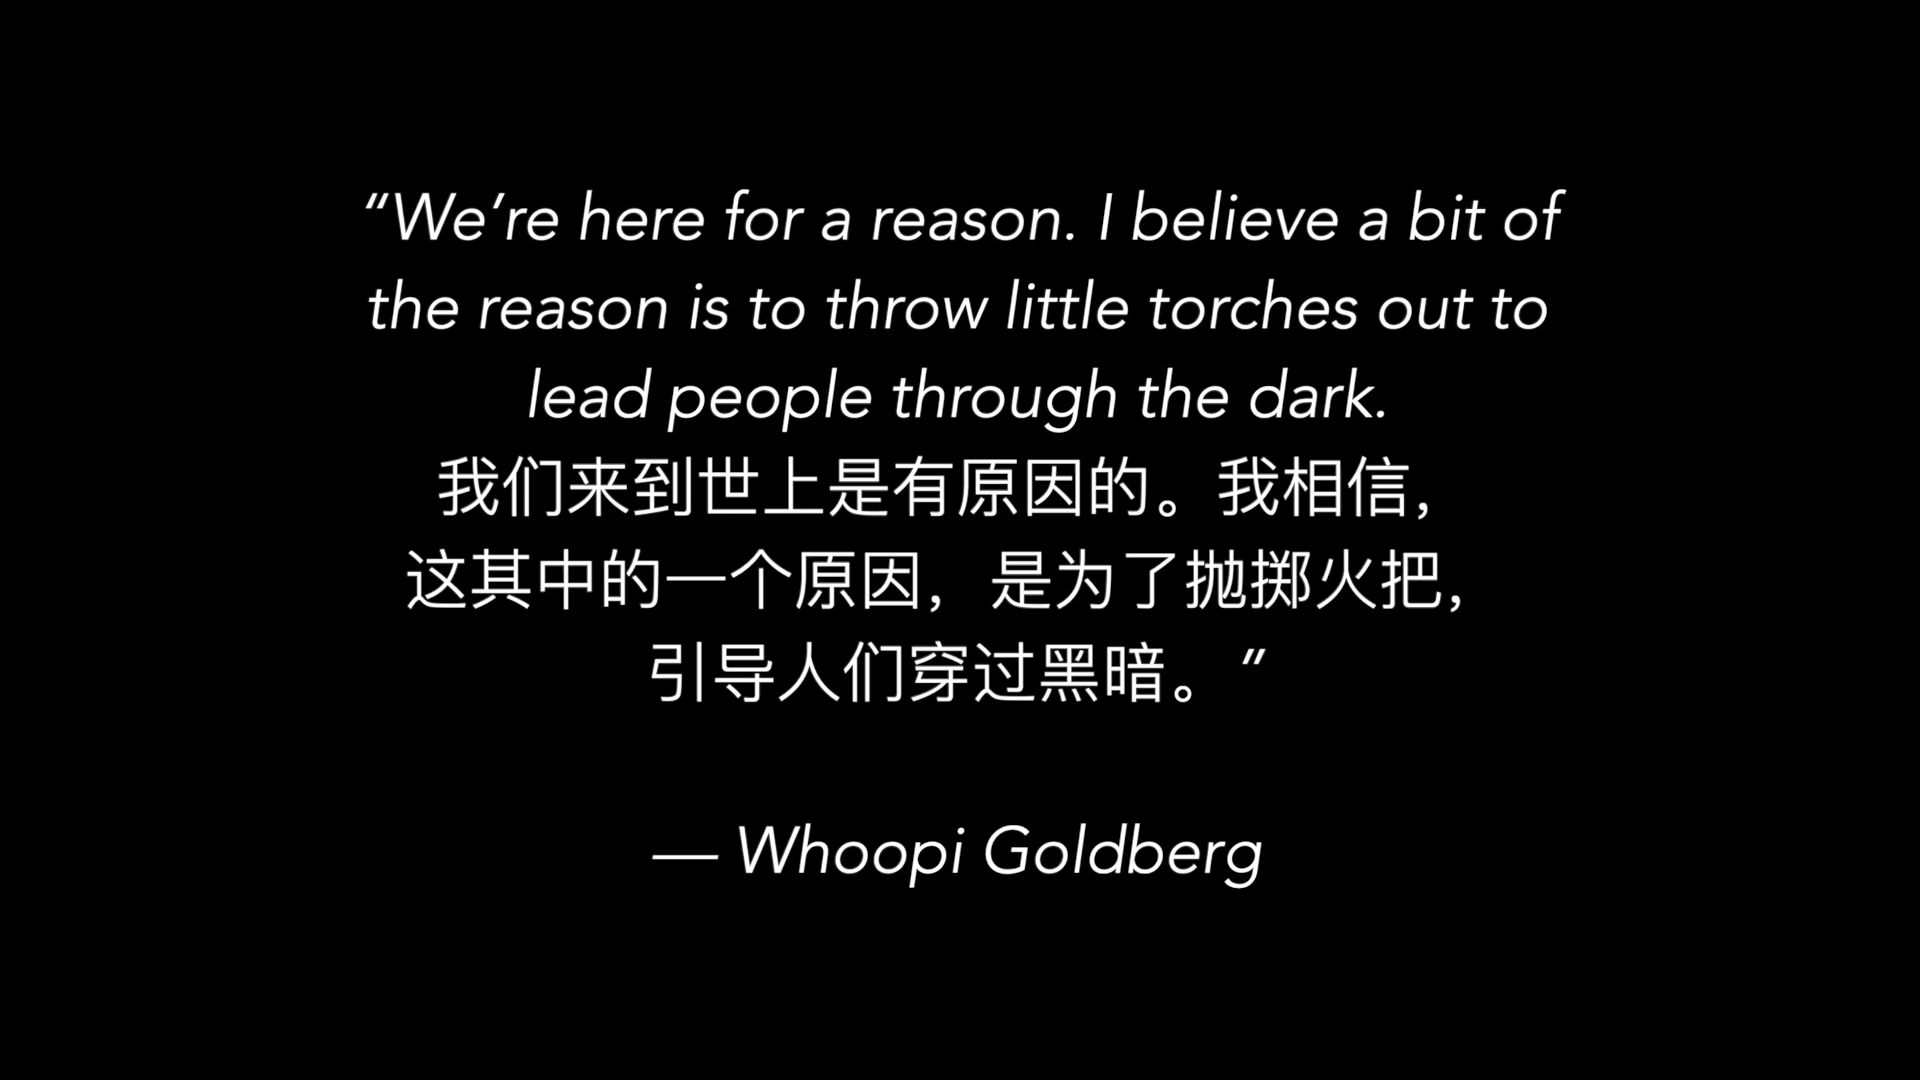 “We’re here for a reason. I believe a bit of
the reason is to throw little torches out to
lead people through the dark.
我们来到世上是有原因的。我相信，
这其中的一个原因，是为了抛掷火把，
引导人们穿过黑暗。”
— Whoopi Goldberg